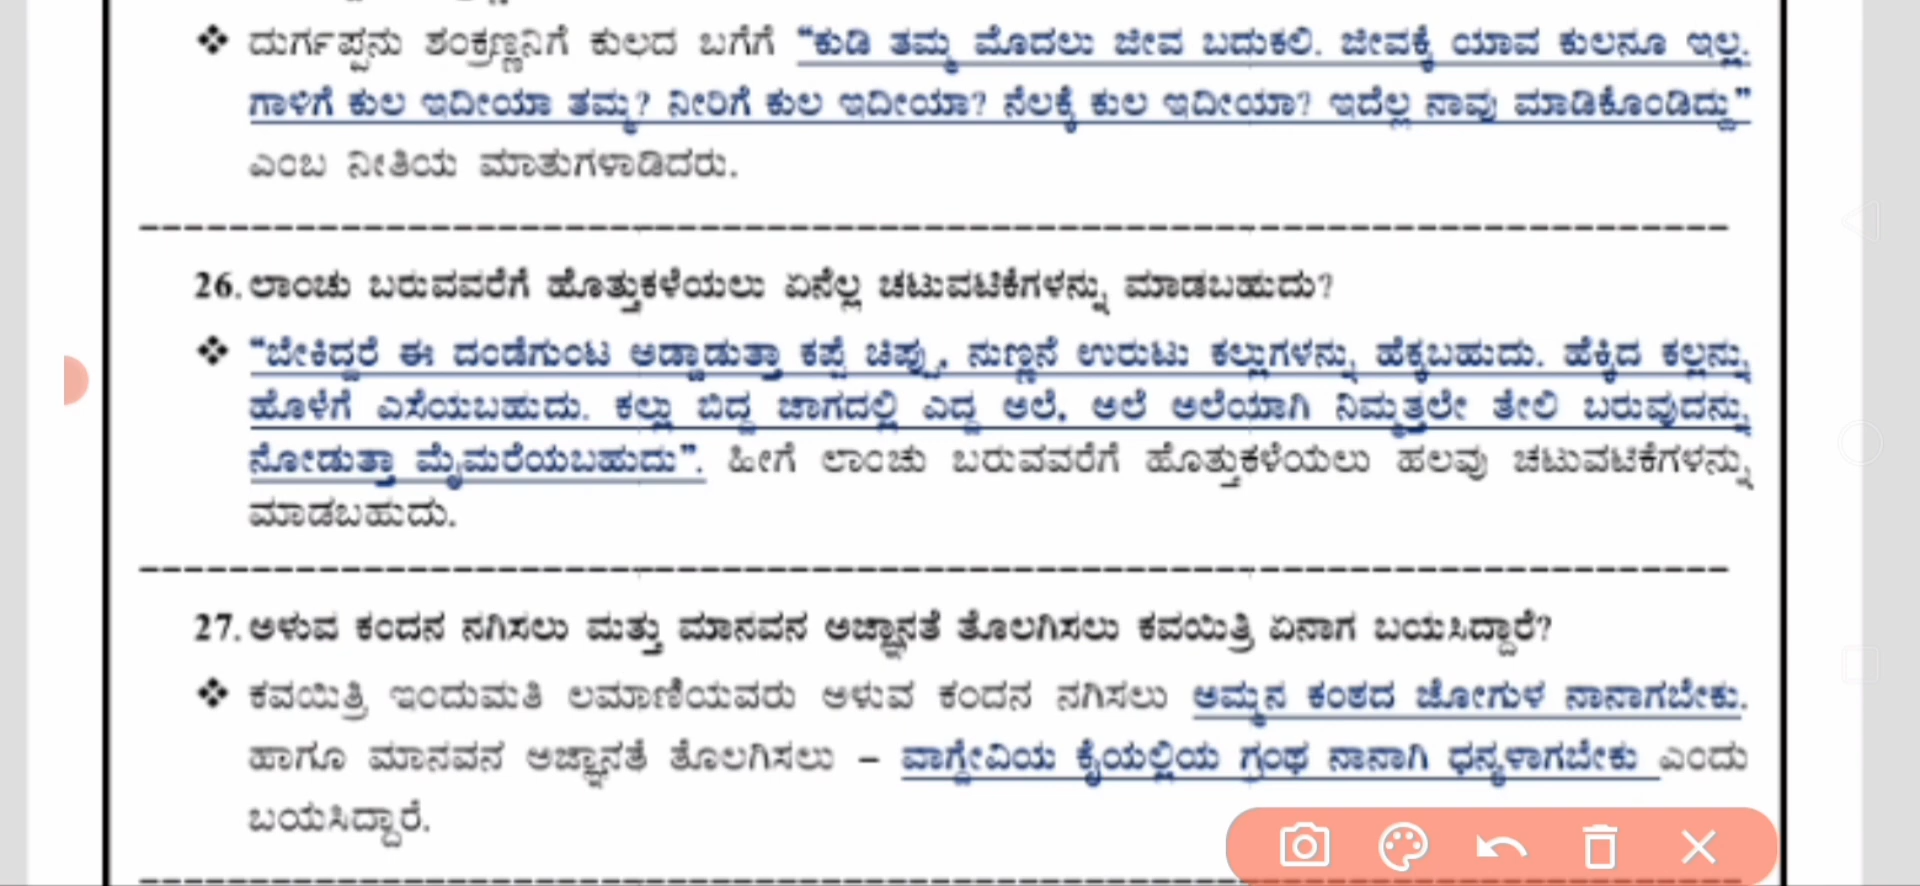 ❖ ದುರ್ಗಪ್ಪನು ಶಂಕ್ರಣ್ಣನಿಗೆ ಕುಲದ ಬಗೆಗೆ “ಕುಡಿ ತಮ್ಮ ಮೊದಲು ಜೀವ ಬದುಕಲಿ. ಜೀವಕ್ಕೆ ಯಾವ ಕುಲನೂ ಇಲ್ಲ.
ಗಾಳಿಗೆ ಕುಲ ಇದೀಯಾ ತಮ್ಮ? ನೀರಿಗೆ ಕುಲ ಇದೀಯಾ? ನೆಲಕ್ಕೆ ಕುಲ ಇದೀಯಾ? ಇದೆಲ್ಲ ನಾವು ಮಾಡಿಕೊಂಡಿದ್ದು”
ಎಂಬ ನೀತಿಯ ಮಾತುಗಳಾಡಿದರು.
26. ಲಾಂಚು ಬರುವವರೆಗೆ ಹೊತ್ತುಕಳೆಯಲು ಏನೆಲ್ಲ ಚಟುವಟಿಕೆಗಳನ್ನು ಮಾಡಬಹುದು?
❖ “ಬೇಕಿದ್ದರೆ ಈ ದಂಡೆಗುಂಟ ಅಡ್ಡಾಡುತ್ತಾ ಕಪ್ಪೆ ಚಿಪ್ಪು, ನುಣ್ಣನೆ ಉರುಟು ಕಲ್ಲುಗಳನ್ನು ಹೆಕ್ಕಬಹುದು. ಹೆಕ್ಕಿದ ಕಲ್ಲನ್ನು
ಹೊಳೆಗೆ ಎಸೆಯಬಹುದು. ಕಲ್ಲು ಬಿದ್ದ ಜಾಗದಲ್ಲಿ ಎದ್ದ ಅಲೆ, ಅಲೆ ಅಲೆಯಾಗಿ ನಿಮ್ಮತ್ತಲೇ ತೇಲಿ ಬರುವುದನ್ನು
ನೋಡುತ್ತಾ ಮೈಮರೆಯಬಹುದು”. ಹೀಗೆ ಲಾಂಚು ಬರುವವರೆಗೆ ಹೊತ್ತುಕಳೆಯಲು ಹಲವು ಚಟುವಟಿಕೆಗಳನ್ನು
ಮಾಡಬಹುದು.
27. ಅಳುವ ಕಂದನ ನಗಿಸಲು ಮತ್ತು ಮಾನವನ ಅಜ್ಞಾನತೆ ತೊಲಗಿಸಲು ಕವಯಿತ್ರಿ ಏನಾಗ ಬಯಸಿದ್ದಾರೆ?
❖ ಕವಯಿತ್ರಿ ಇಂದುಮತಿ ಲಮಾಣಿಯವರು ಅಳುವ ಕಂದನ ನಗಿಸಲು ಅಮ್ಮನ ಕಂಠದ ಜೋಗುಳ ನಾನಾಗಬೇಕು.
ಹಾಗೂ ಮಾನವನ ಅಜ್ಞಾನತೆ ತೊಲಗಿಸಲು – ವಾಗ್ದೇವಿಯ ಕೈಯಲ್ಲಿಯ ಗ್ರಂಥ ನಾನಾಗಿ ಧನ್ಯಳಾಗಬೇಕು ಎಂದು
ಬಯಸಿದ್ದಾರೆ.